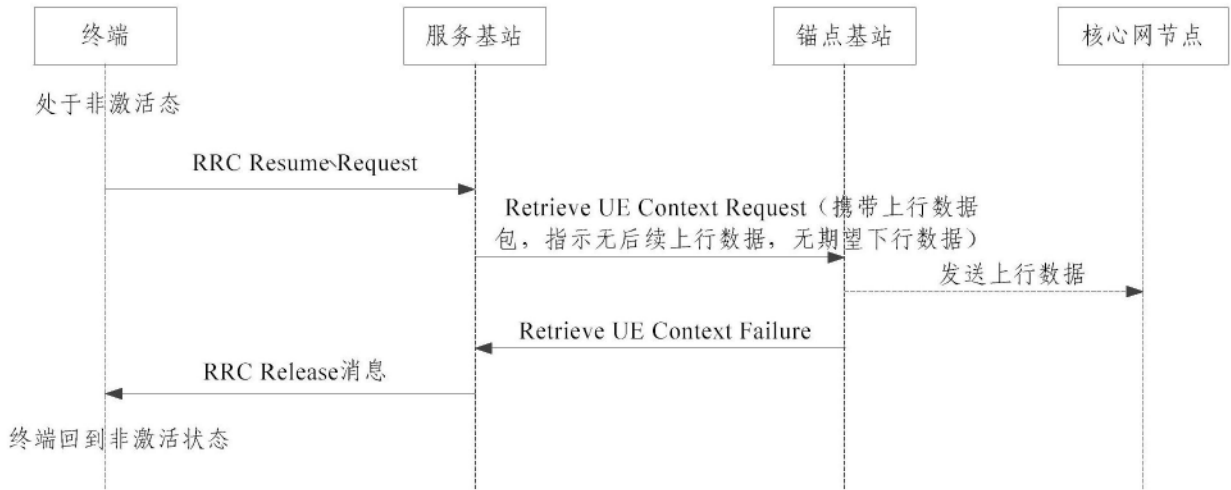 终端
服务基站
锚点基站
核心网节点
处于非激活态
RRC Resume、Request
Retrieve UE Context Request（携带上行数据
包，指示无后续上行数据，无期望下行数据）
发送上行数据
Retrieve UE Context Failure
RRC Release消息
终端回到非激活状态